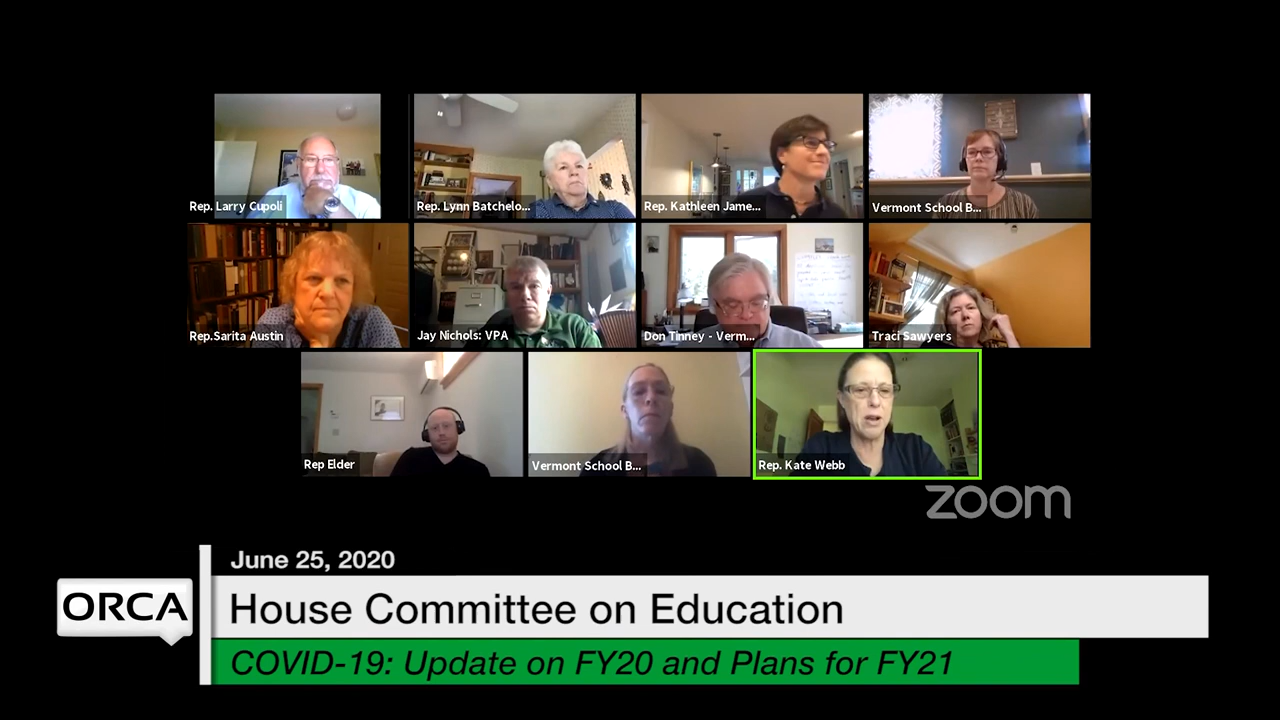 Rep. Larry Cupoli
Rep. Lynn Batchelo...
Rep. Kathleen Jame...
Vermont School B...
Rep.Sarita Austin
Jay Nichols: VPA
Don Tinney - Verm...
Traci Sawyers
Rep Elder
Vermont School B...
Rep. Kate Webb
zoom
June 25, 2020
ORCA
House Committee on Education
COVID-19: Update on FY20 and Plans for FY21